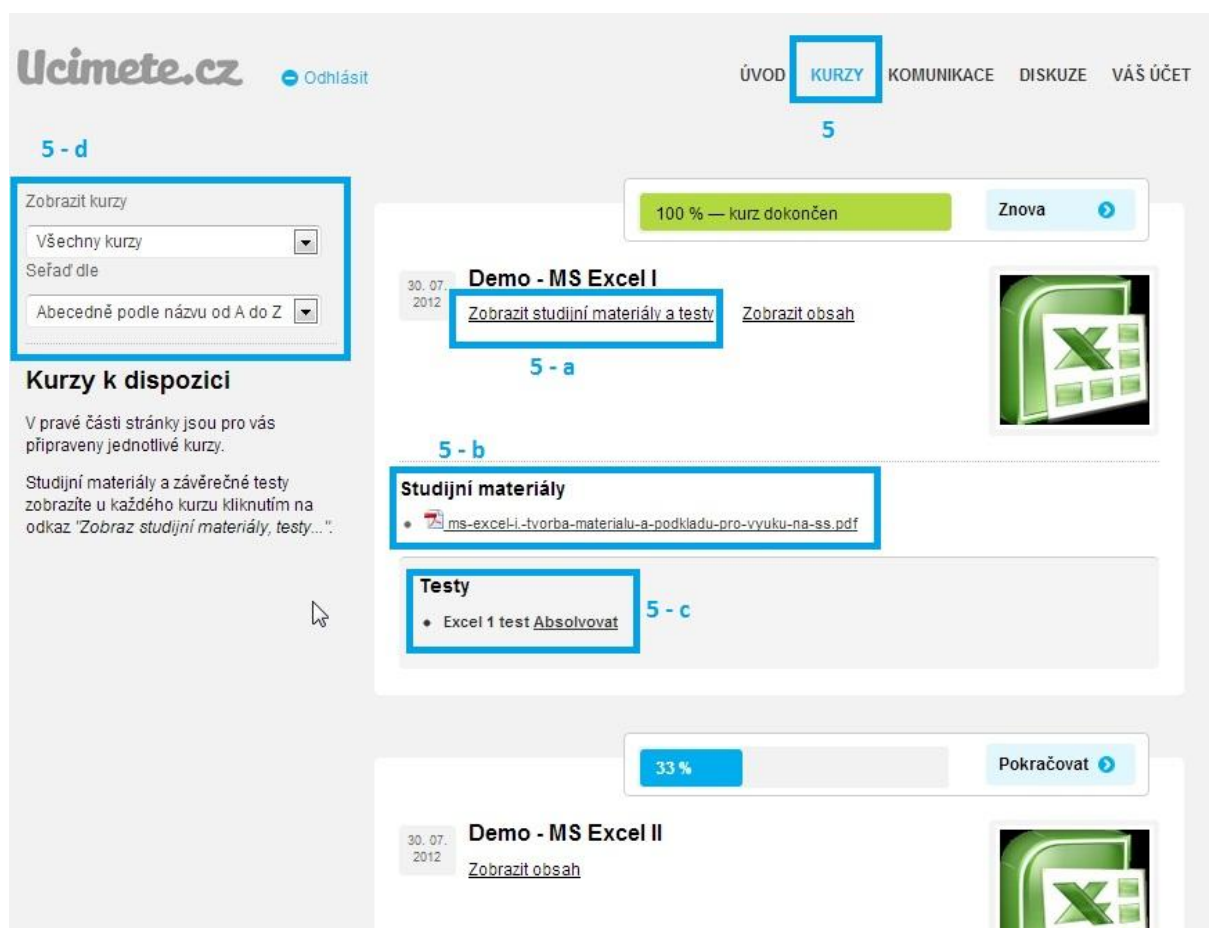 Ucimete.cz
Odhlásit
ÚVOD KURZY KOMUNIKACE DISKUZE VÁŠ ÚČET
5
5 - d
Zobrazit kurzy
Všechny kurzy
Seřaď dle
Abecedně podle názvu od A do Z
Kurzy k dispozici
V pravé části stránky jsou pro vás
připraveny jednotlivé kurzy.
Studijní materiály a závěrečné testy
zobrazíte u každého kurzu kliknutím na
odkaz "Zobraz studijní materiály, testy...".
100 % — kurz dokončen
Znova
30. 07.
2012
Demo - MS Excel I
Zobrazit studijní materiály a testy Zobrazit obsah
5 - a
5 - b
Studijní materiály
ms-excel-i.-tvorba-materialu-a-podkladu-pro-vyuku-na-ss.pdf
Testy
• Excel 1 test Absolvovat
5 - c
33 %
Pokračovat
30. 07.
2012
Demo - MS Excel II
Zobrazit obsah